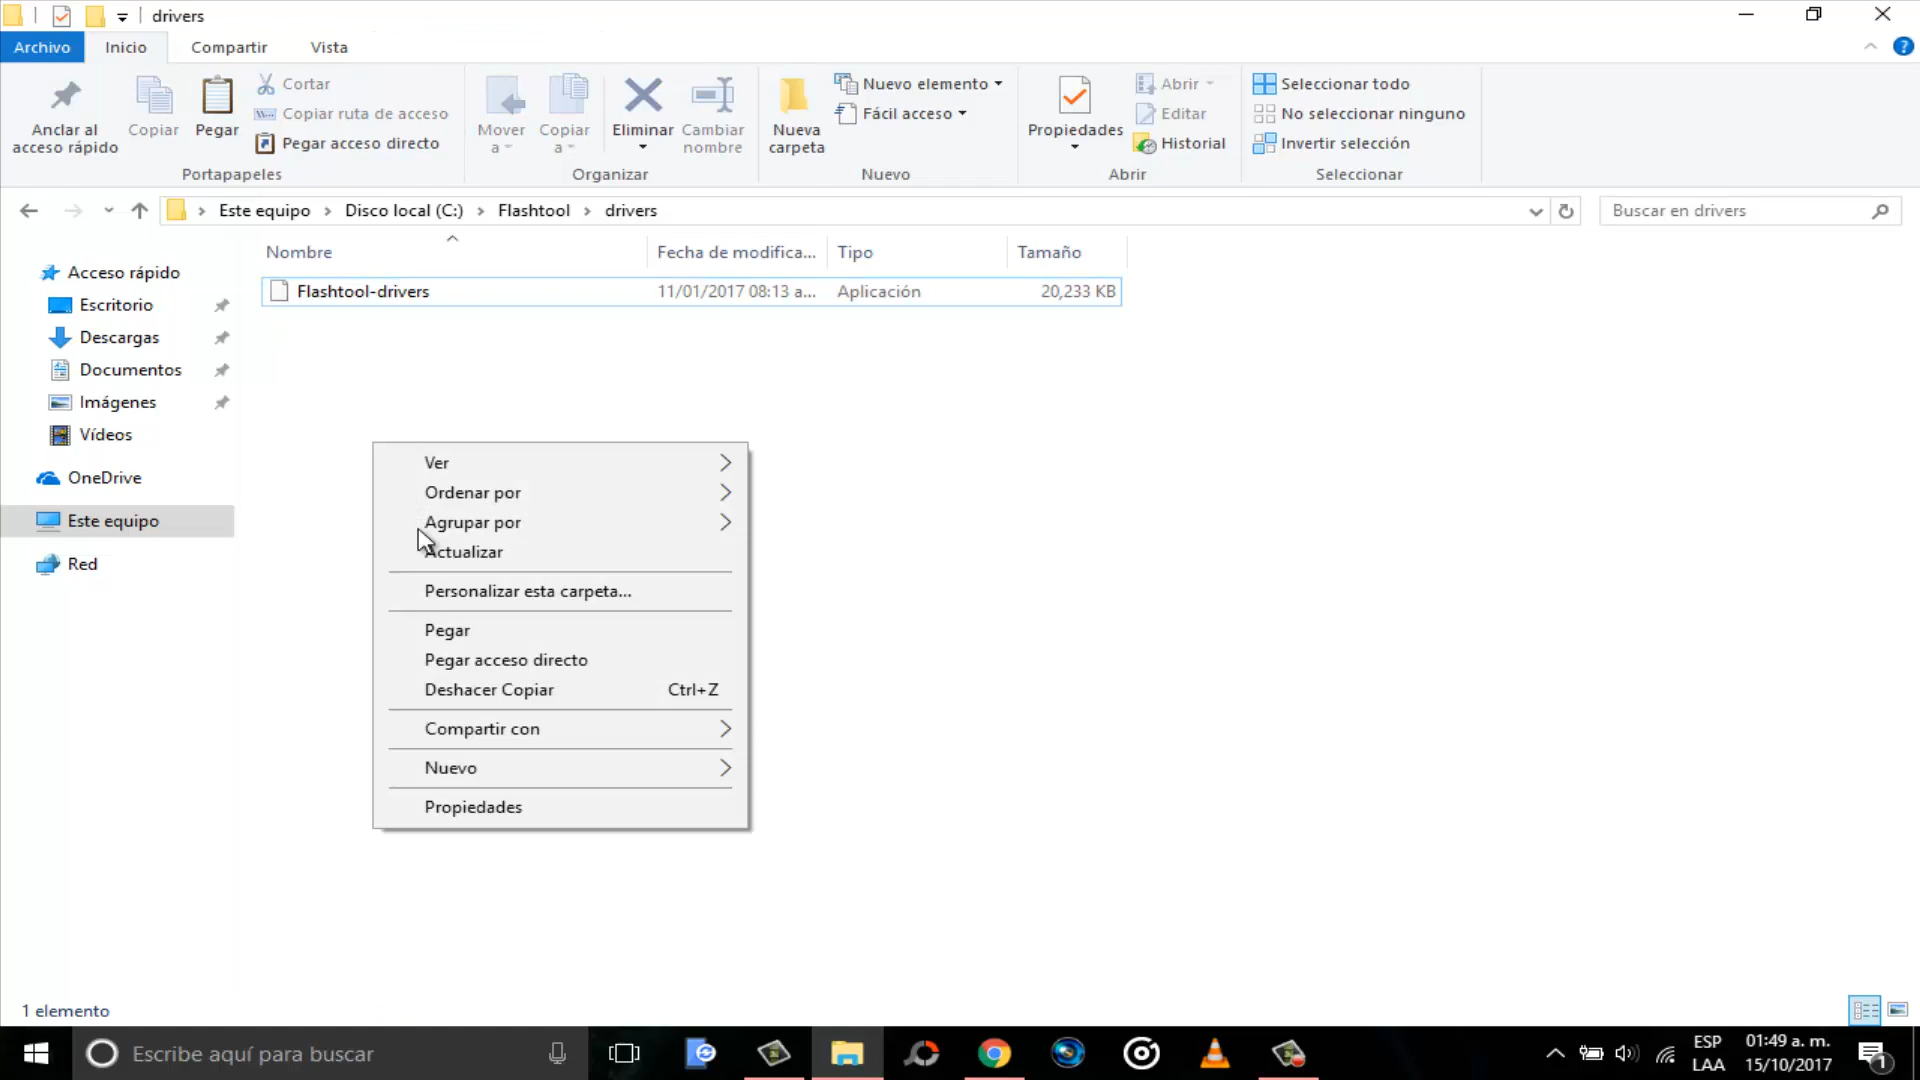 drivers
Archivo Inicio Compartir Vista
Anclar al acceso rápido
Copiar
Pegar
Cortar
Copiar ruta de acceso
Pegar acceso directo
Portapapeles
Mover a
Copiar a
Eliminar
Cambiar nombre
Organizar
Nueva carpeta
Nuevo elemento
Fácil acceso
Nuevo
Propiedades
Abrir
Editar
Historial
Abrir
Seleccionar todo
No seleccionar ninguno
Invertir selección
Seleccionar
Este equipo > Disco local (C:) > Flashtool > drivers
Buscar en drivers
Nombre Fecha de modifica... Tipo Tamaño
Flashtool-drivers 11/01/2017 08:13 a... Aplicación 20,233 KB
Acceso rápido
Escritorio
Descargas
Documentos
Imágenes
Vídeos
OneDrive
Este equipo
Red
Ver
Ordenar por
Agrupar por
Actualizar
Personalizar esta carpeta...
Pegar
Pegar acceso directo
Deshacer Copiar Ctrl+Z
Compartir con
Nuevo
Propiedades
1 elemento
Escribe aquí para buscar
ESP
LAA
01:49 a. m.
15/10/2017
1